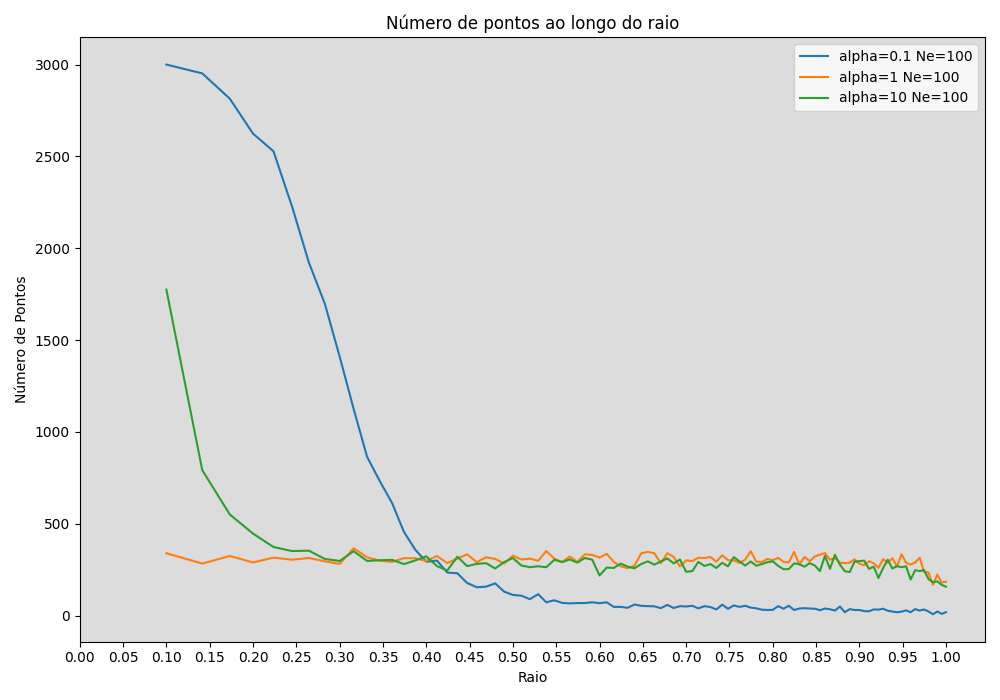 Número de pontos ao longo do raio
alpha=0.1 Ne=100
alpha=1 Ne=100
alpha=10 Ne=100
Número de Pontos
3000
2500
2000
1500
1000
500
0
0.00 0.05 0.10 0.15 0.20 0.25 0.30 0.35 0.40 0.45 0.50 0.55 0.60 0.65 0.70 0.75 0.80 0.85 0.90 0.95 1.00
Raio